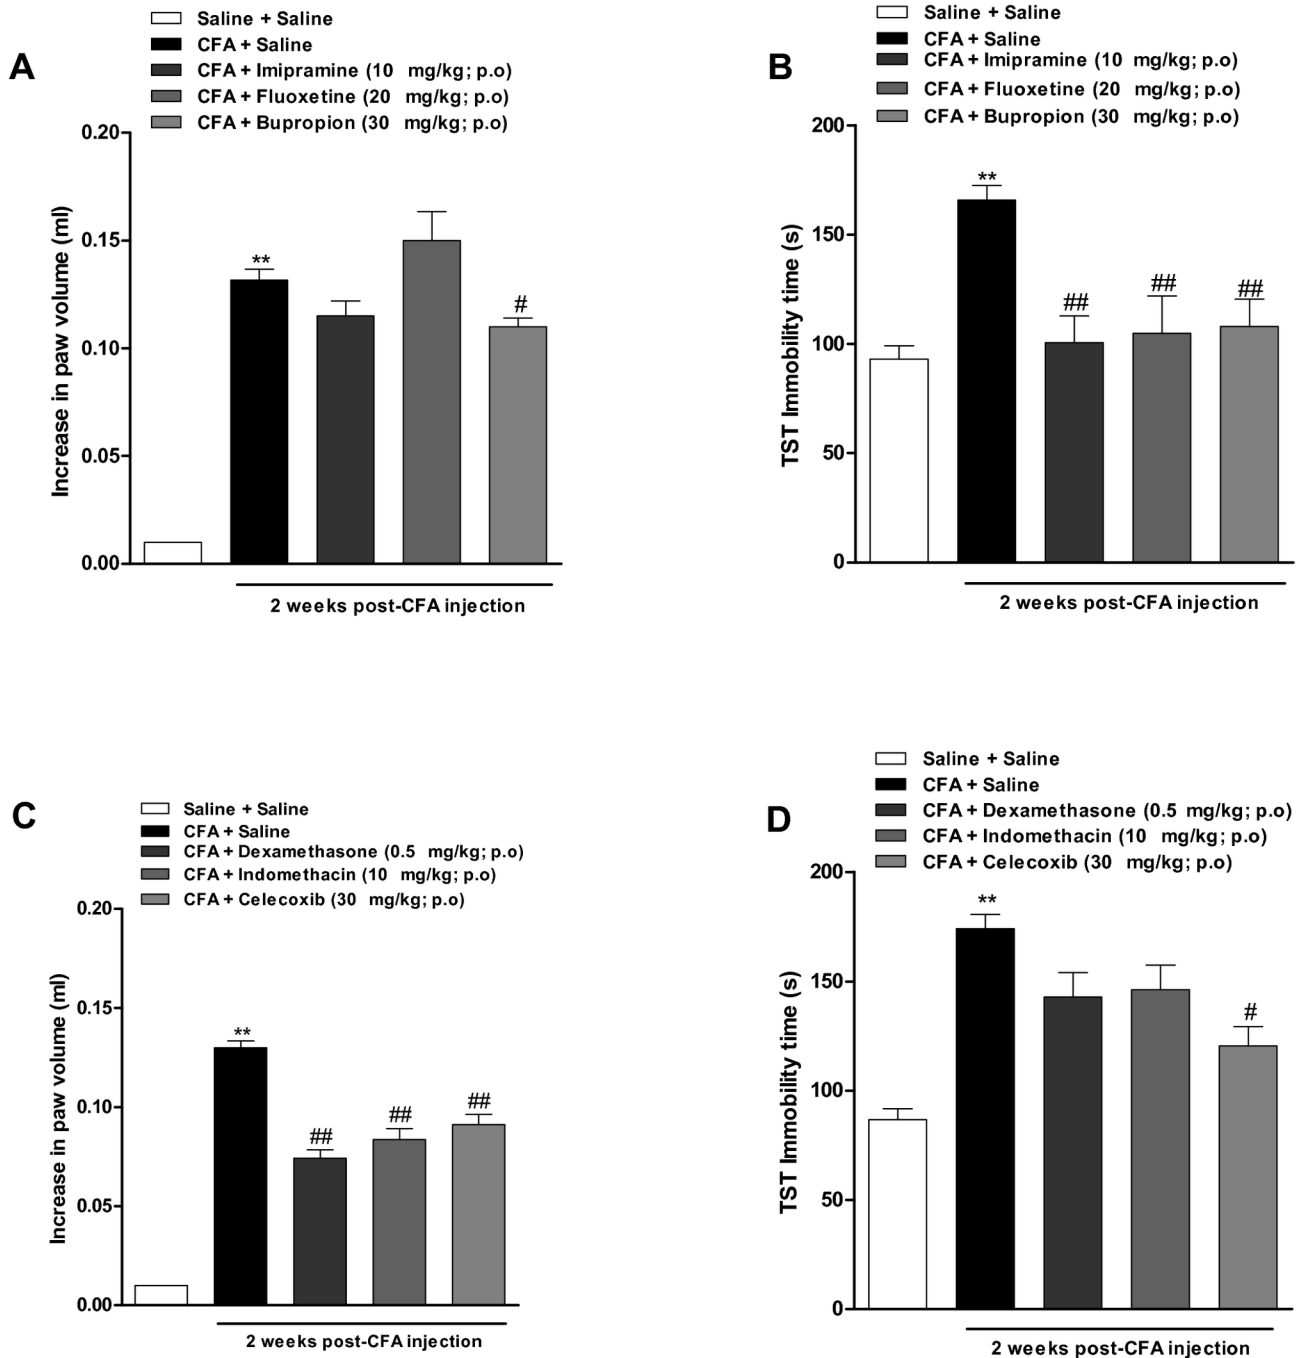 A
Saline + Saline
CFA + Saline
CFA + Imipramine (10 mg/kg; p.o)
CFA + Fluoxetine (20 mg/kg; p.o)
CFA + Bupropion (30 mg/kg; p.o)
Increase in paw volume (ml)
0.20
0.15
0.10
0.05
0.00
**
#
2 weeks post-CFA injection
B
Saline + Saline
CFA + Saline
CFA + Imipramine (10 mg/kg; p.o)
CFA + Fluoxetine (20 mg/kg; p.o)
CFA + Bupropion (30 mg/kg; p.o)
TST Immobility time (s)
200
150
100
50
0
**
##
##
##
2 weeks post-CFA injection
C
Saline + Saline
CFA + Saline
CFA + Dexamethasone (0.5 mg/kg; p.o)
CFA + Indomethacin (10 mg/kg; p.o)
CFA + Celecoxib (30 mg/kg; p.o)
Increase in paw volume (ml)
0.20
0.15
0.10
0.05
0.00
**
##
##
##
2 weeks post-CFA injection
D
Saline + Saline
CFA + Saline
CFA + Dexamethasone (0.5 mg/kg; p.o)
CFA + Indomethacin (10 mg/kg; p.o)
CFA + Celecoxib (30 mg/kg; p.o)
TST Immobility time (s)
200
150
100
50
0
**
#
2 weeks post-CFA injection